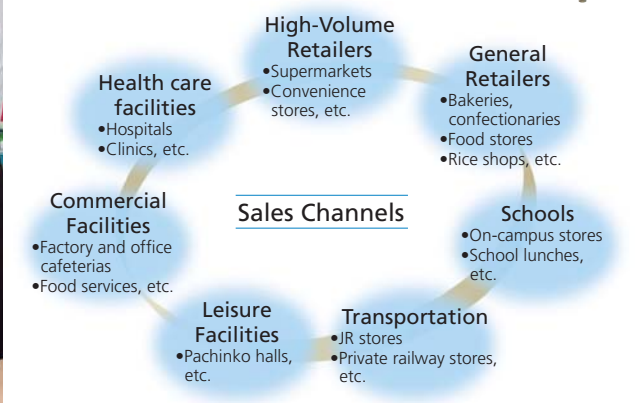 High-Volume
Retailers
•Supermarkets
•Convenience
stores, etc.
General
Retailers
•Bakeries,
confectionaries
•Food stores
•Rice shops, etc.
Health care
facilities
•Hospitals
•Clinics, etc.
Commercial
Facilities
•Factory and office
cafeterias
•Food services, etc.
Sales Channels
Schools
•On-campus stores
•School lunches,
etc.
Leisure
Facilities
•Pachinko halls,
etc.
Transportation
•JR stores
•Private railway stores,
etc.